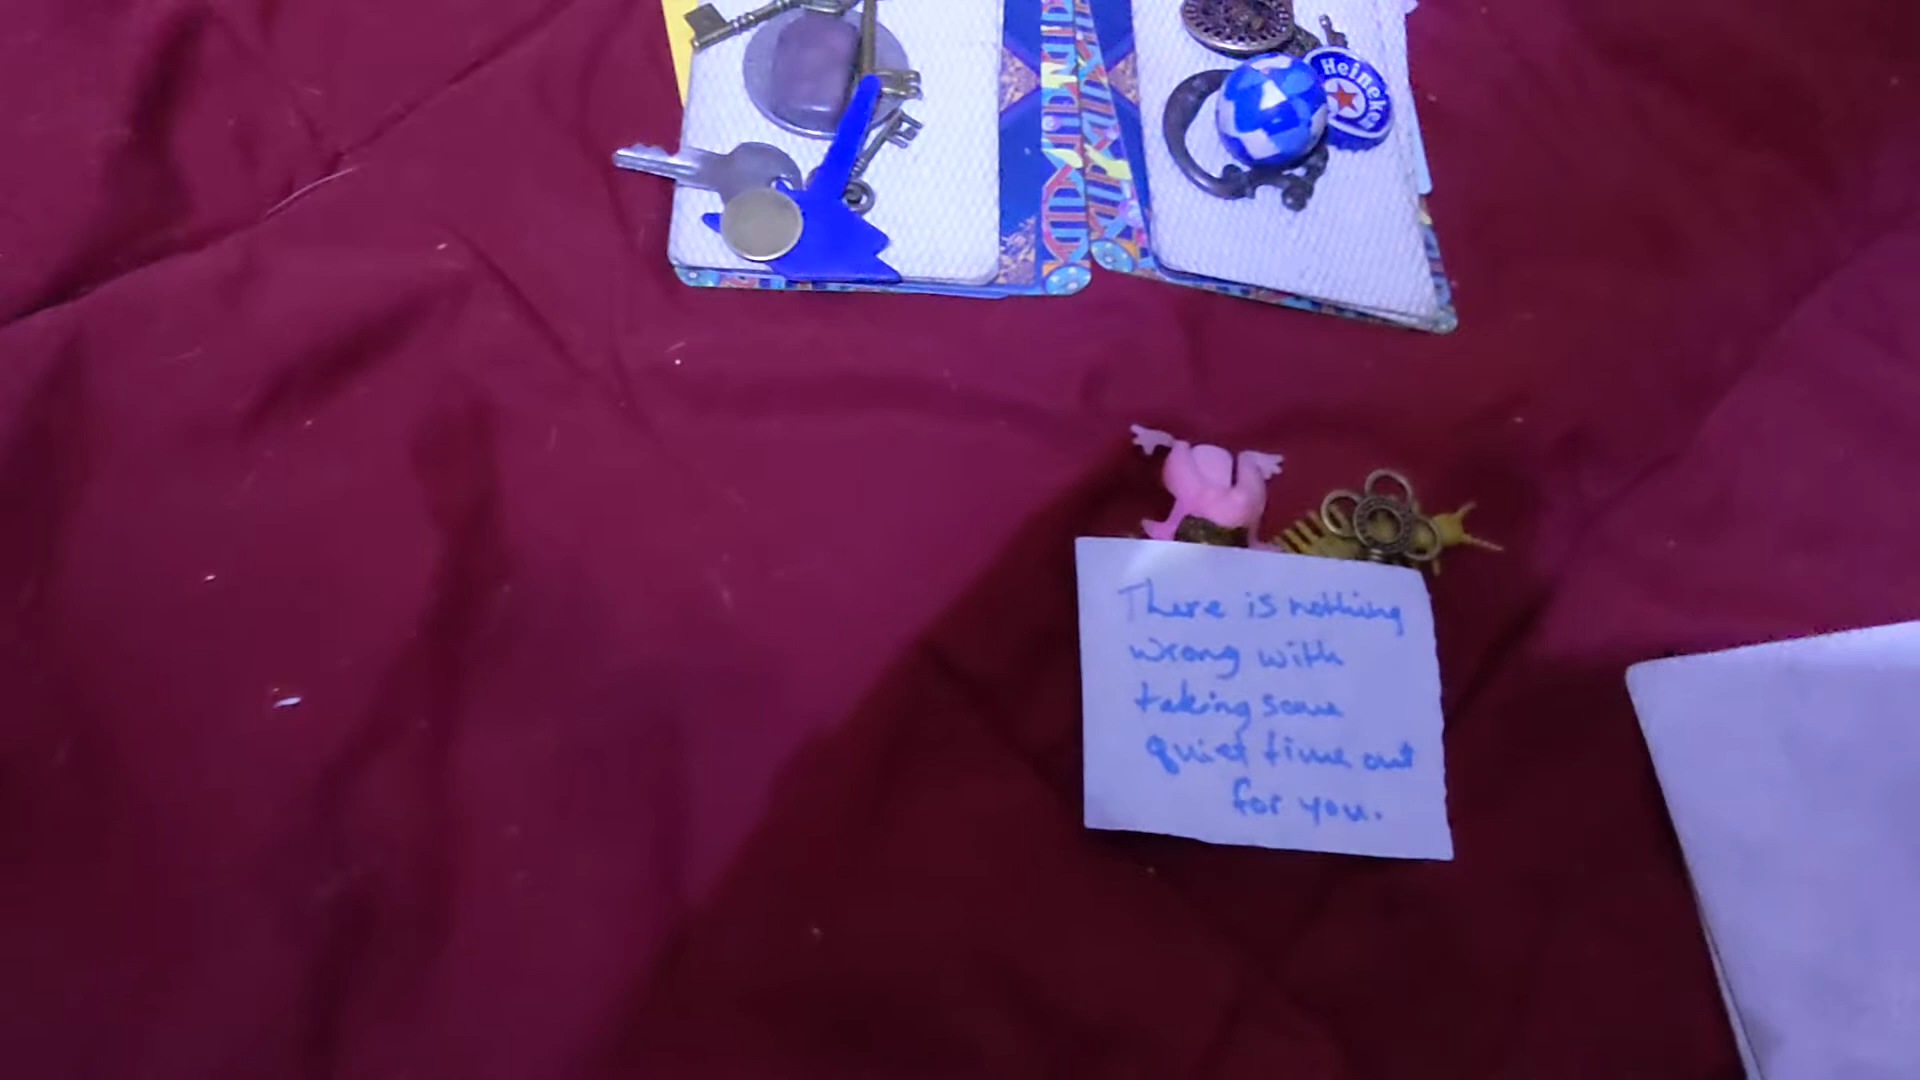 Heineken
There is nothing
wrong with
taking some
quiet time out
for you.